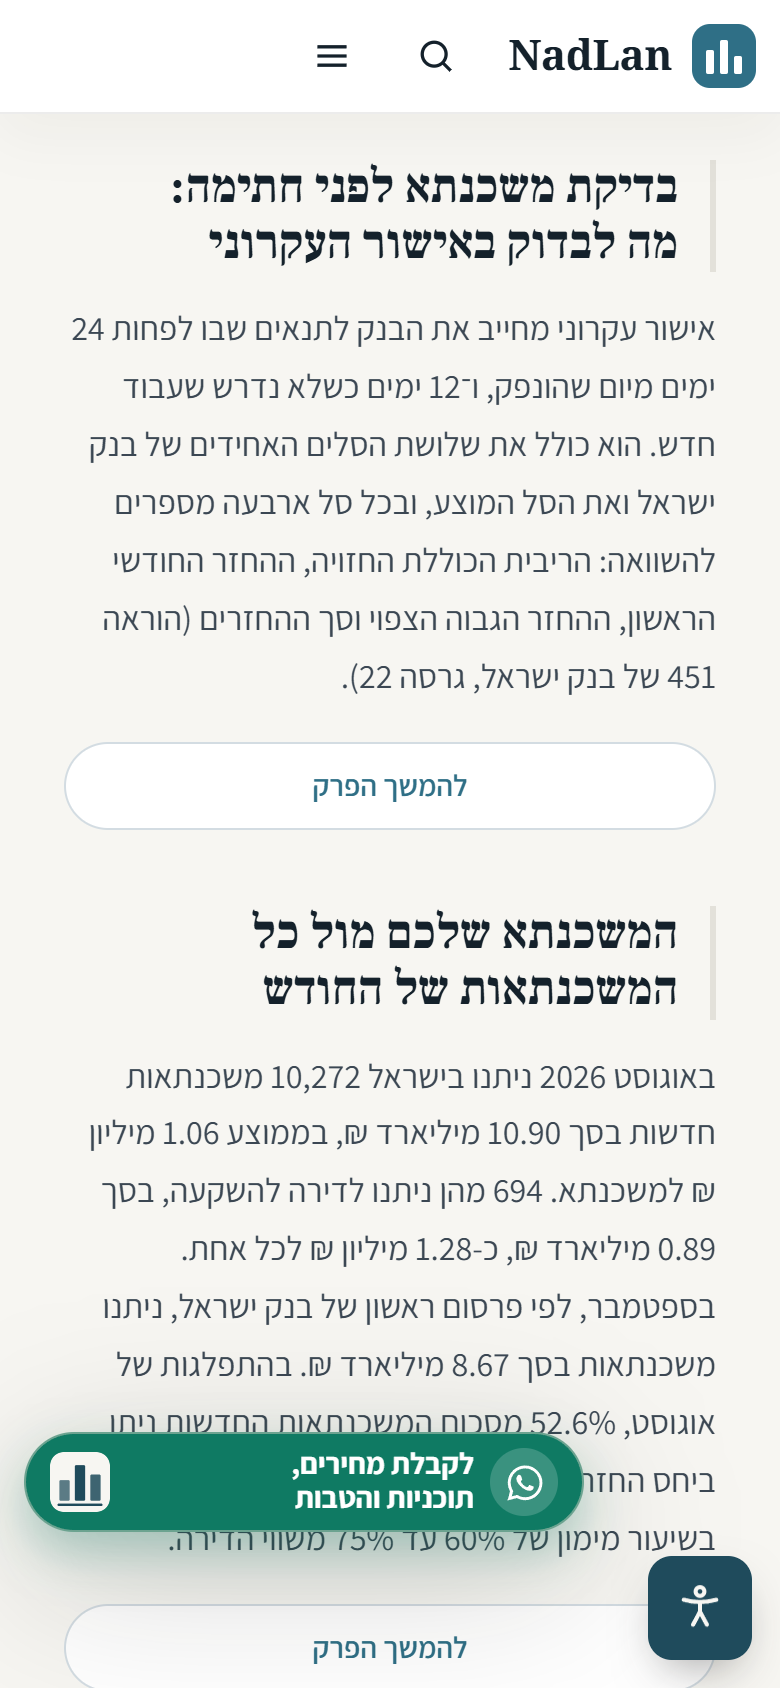 NadLan
בדיקת משכנתא לפני חתימה:
מה לבדוק באישור העקרוני
אישור עקרוני מחייב את הבנק לתנאים שבו לפחות 24
ימים מיום שהונפק, ו־12 ימים כשלא נדרש שעבוד
חדש. הוא כולל את שלושת הסלים האחידים של בנק
ישראל ואת הסל המוצע, ובכל סל ארבעה מספרים
להשוואה: הריבית הכוללת החזויה, ההחזר החודשי
הראשון, ההחזר הגבוה הצפוי וסך ההחזרים (הוראה
451 של בנק ישראל, גרסה 22).
להמשך הפרק
המשכנתא שלכם מול כל
המשכנתאות של החודש
באוגוסט 2026 ניתנו בישראל 10,272 משכנתאות
חדשות בסך 10.90 מיליארד ₪, בממוצע 1.06 מיליון
₪ למשכנתא. 694 מהן ניתנו לדירה להשקעה, בסך
0.89 מיליארד ₪, כ-1.28 מיליון ₪ לכל אחת.
בספטמבר, לפי פרסום ראשון של בנק ישראל, ניתנו
משכנתאות בסך 8.67 מיליארד ₪. בהתפלגות של
אוגוסט, 52.6% מסכום המשכנתאות החדשות ניתן
ביחס החזר
לקבלת מחירים,
תוכניות והטבות
בשיעור מימון של 60% עד 75% משווי הדירה.
להמשך הפרק